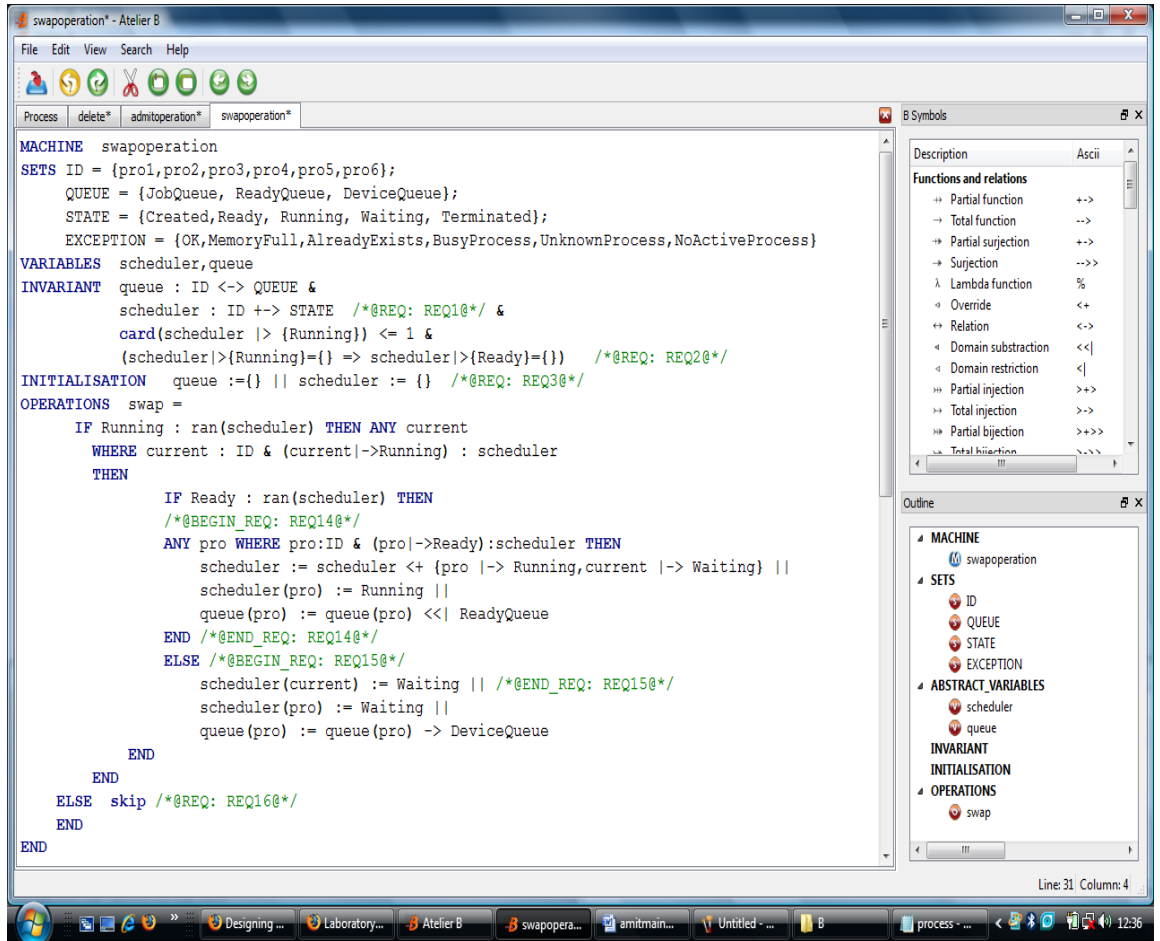 swapoperation* - Atelier B
File Edit View Search Help
Process delete* admitoperation* swapoperation*
MACHINE swapoperation
SETS ID = {pro1,pro2,pro3,pro4,pro5,pro6};
QUEUE = {JobQueue, ReadyQueue, DeviceQueue};
STATE = {Created,Ready, Running, Waiting, Terminated};
EXCEPTION = {OK,MemoryFull,AlreadyExists,BusyProcess,UnknownProcess,NoActiveProcess}
VARIABLES scheduler,queue
INVARIANT queue : ID <-> QUEUE &
scheduler : ID +-> STATE /*@REQ: REQ1@*/ &
card(scheduler |> {Running}) <= 1 &
(scheduler|>{Running}={} => scheduler|>{Ready}={}) /*@REQ: REQ2@*/
INITIALISATION queue :={} || scheduler := {} /*@REQ: REQ3@*/
OPERATIONS swap =
IF Running : ran(scheduler) THEN ANY current
WHERE current : ID & (current|->Running) : scheduler
THEN
IF Ready : ran(scheduler) THEN
/*@BEGIN_REQ: REQ14@*/
ANY pro WHERE pro:ID & (pro|->Ready):scheduler THEN
scheduler := scheduler <+ {pro |-> Running,current |-> Waiting} ||
scheduler(pro) := Running ||
queue(pro) := queue(pro) <<| ReadyQueue
END /*@END_REQ: REQ14@*/
ELSE /*@BEGIN_REQ: REQ15@*/
scheduler(current) := Waiting || /*@END_REQ: REQ15@*/
scheduler(pro) := Waiting ||
queue(pro) := queue(pro) -> DeviceQueue
END
END
ELSE skip /*@REQ: REQ16@*/
END
END
B Symbols
Description Ascii
Functions and relations
⇸ Partial function +->
→ Total function -->
⤀ Partial surjection +->
↠ Surjection -->>
λ Lambda function %
Override <+
↔ Relation <->
⩤ Domain substraction <<|
◁ Domain restriction <|
⤔ Partial injection >+>
↣ Total injection >->
⤗ Partial bijection >+>>
Total bijection >->>
Outline
MACHINE
swapoperation
SETS
ID
QUEUE
STATE
EXCEPTION
ABSTRACT_VARIABLES
scheduler
queue
INVARIANT
INITIALISATION
OPERATIONS
swap
Line: 31 Column: 4
» Designing ... Laboratory... Atelier B swapopera... amitmain... Untitled - ... B process - ... < 12:36